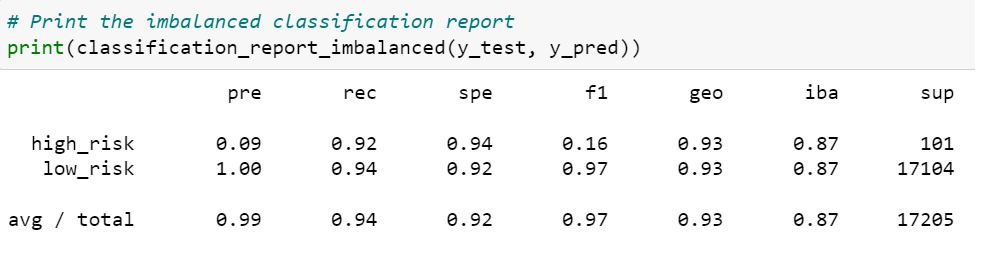 # Print the imbalanced classification report
print(classification_report_imbalanced(y_test, y_pred))
pre rec spe f1 geo iba sup
high_risk 0.09 0.92 0.94 0.16 0.93 0.87 101
low_risk 1.00 0.94 0.92 0.97 0.93 0.87 17104
avg / total 0.99 0.94 0.92 0.97 0.93 0.87 17205